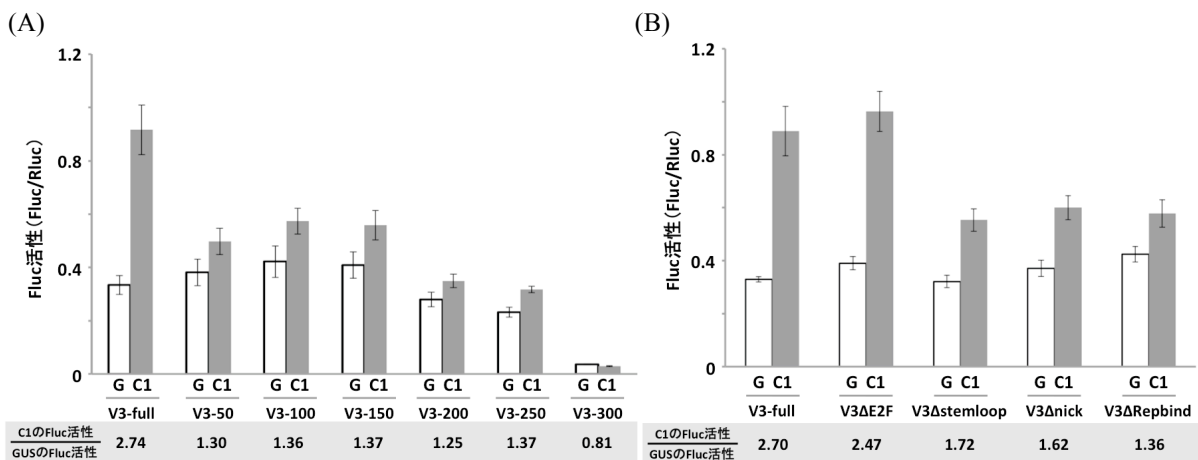 (A)
1.2
0.8
0.4
0
Fluc活性(Fluc/Rluc)
G C1 G C1 G C1 G C1 G C1 G C1 G C1
V3-full V3-50 V3-100 V3-150 V3-200 V3-250 V3-300
C1のFluc活性
GUSのFluc活性
2.74 1.30 1.36 1.37 1.25 1.37 0.81
(B)
1.2
0.8
0.4
0
Fluc活性(Fluc/Rluc)
G C1 G C1 G C1 G C1 G C1
V3-full V3ΔE2F V3Δstemloop V3Δnick V3ΔRepbind
C1のFluc活性
GUSのFluc活性
2.70 2.47 1.72 1.62 1.36